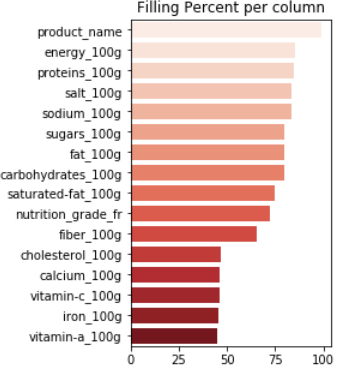 Filling Percent per column
product_name
energy_100g
proteins_100g
salt_100g
sodium_100g
sugars_100g
fat_100g
carbohydrates_100g
saturated-fat_100g
nutrition_grade_fr
fiber_100g
cholesterol_100g
calcium_100g
vitamin-c_100g
iron_100g
vitamin-a_100g
0 25 50 75 100